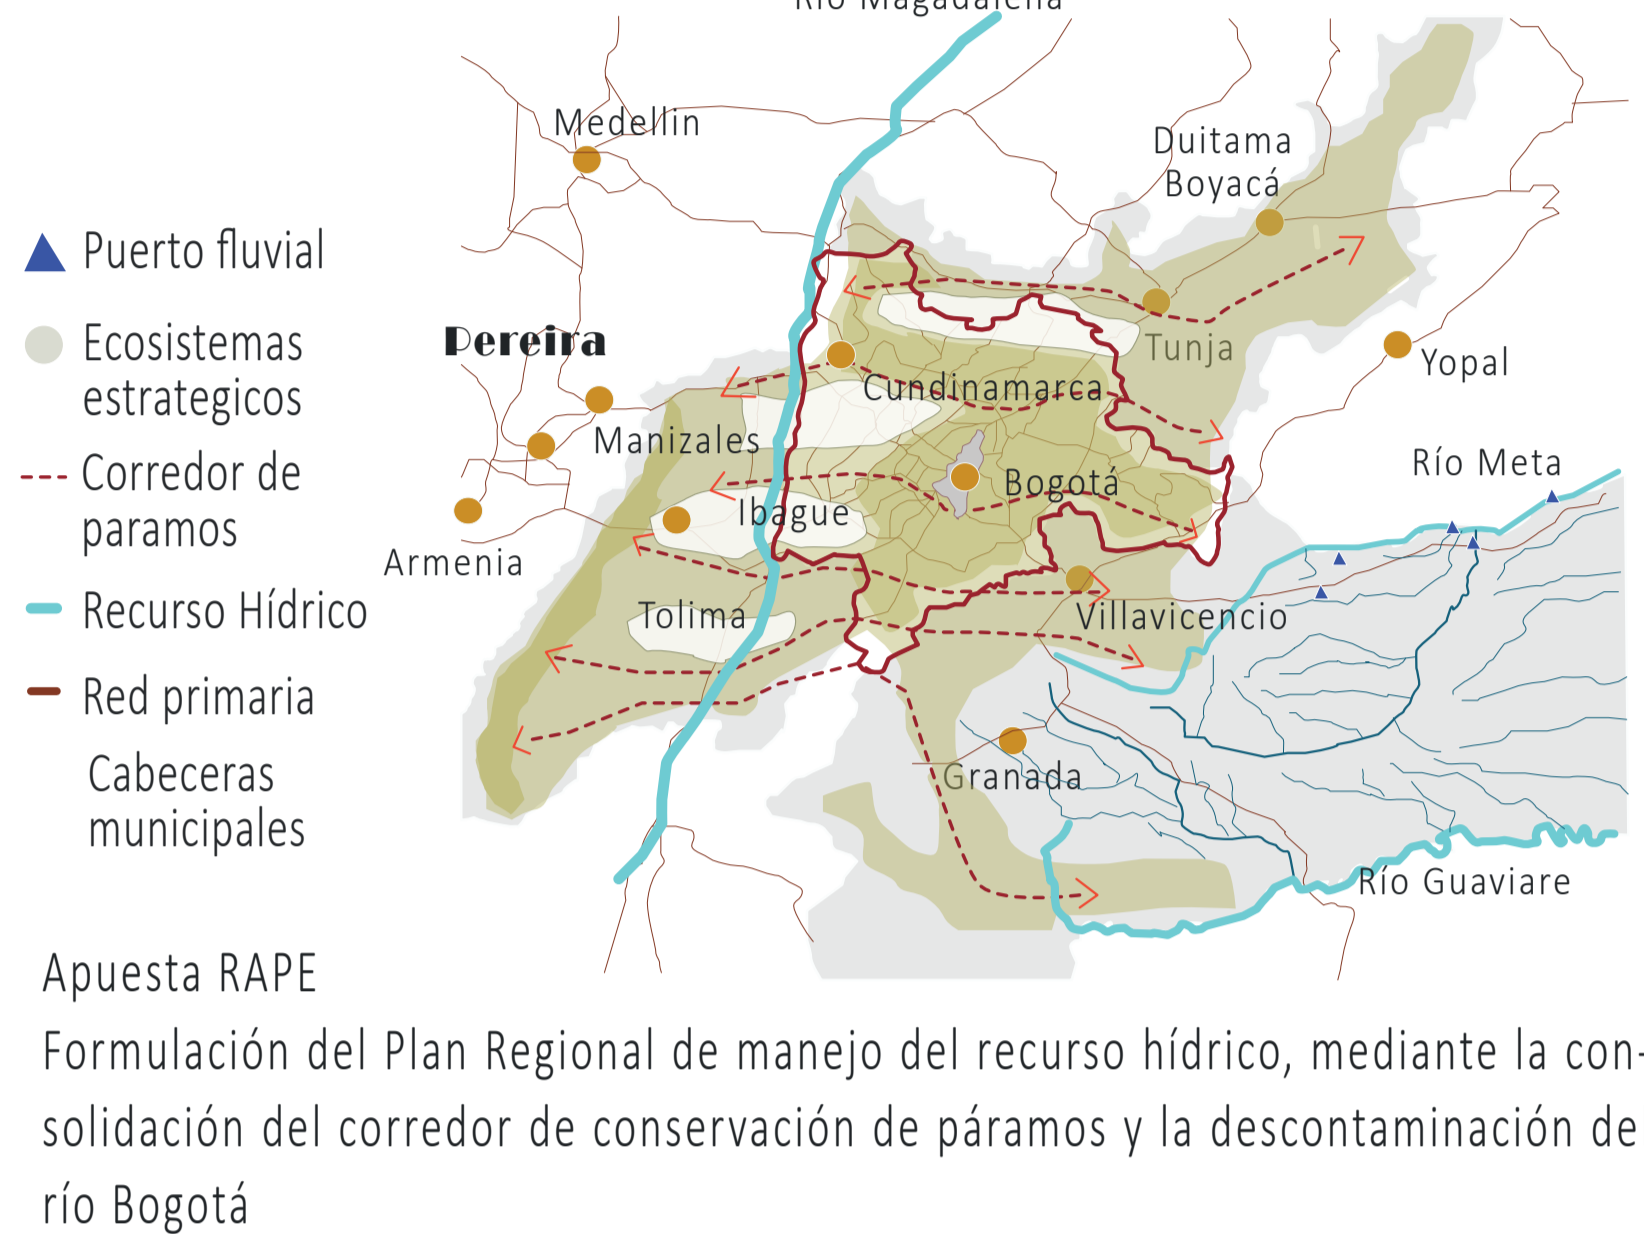 Río Magadalena
Medellin
Duitama
Boyacá
Puerto fluvial
Ecosistemas
estrategicos
Corredor de
paramos
Recurso Hídrico
Red primaria
Cabeceras
municipales
Pereira
Tunja
Yopal
Cundinamarca
Manizales
Río Meta
Bogotá
Ibague
Armenia
Tolima
Villavicencio
Granada
Río Guaviare
Apuesta RAPE
Formulación del Plan Regional de manejo del recurso hídrico, mediante la con-
solidación del corredor de conservación de páramos y la descontaminación de
río Bogotá